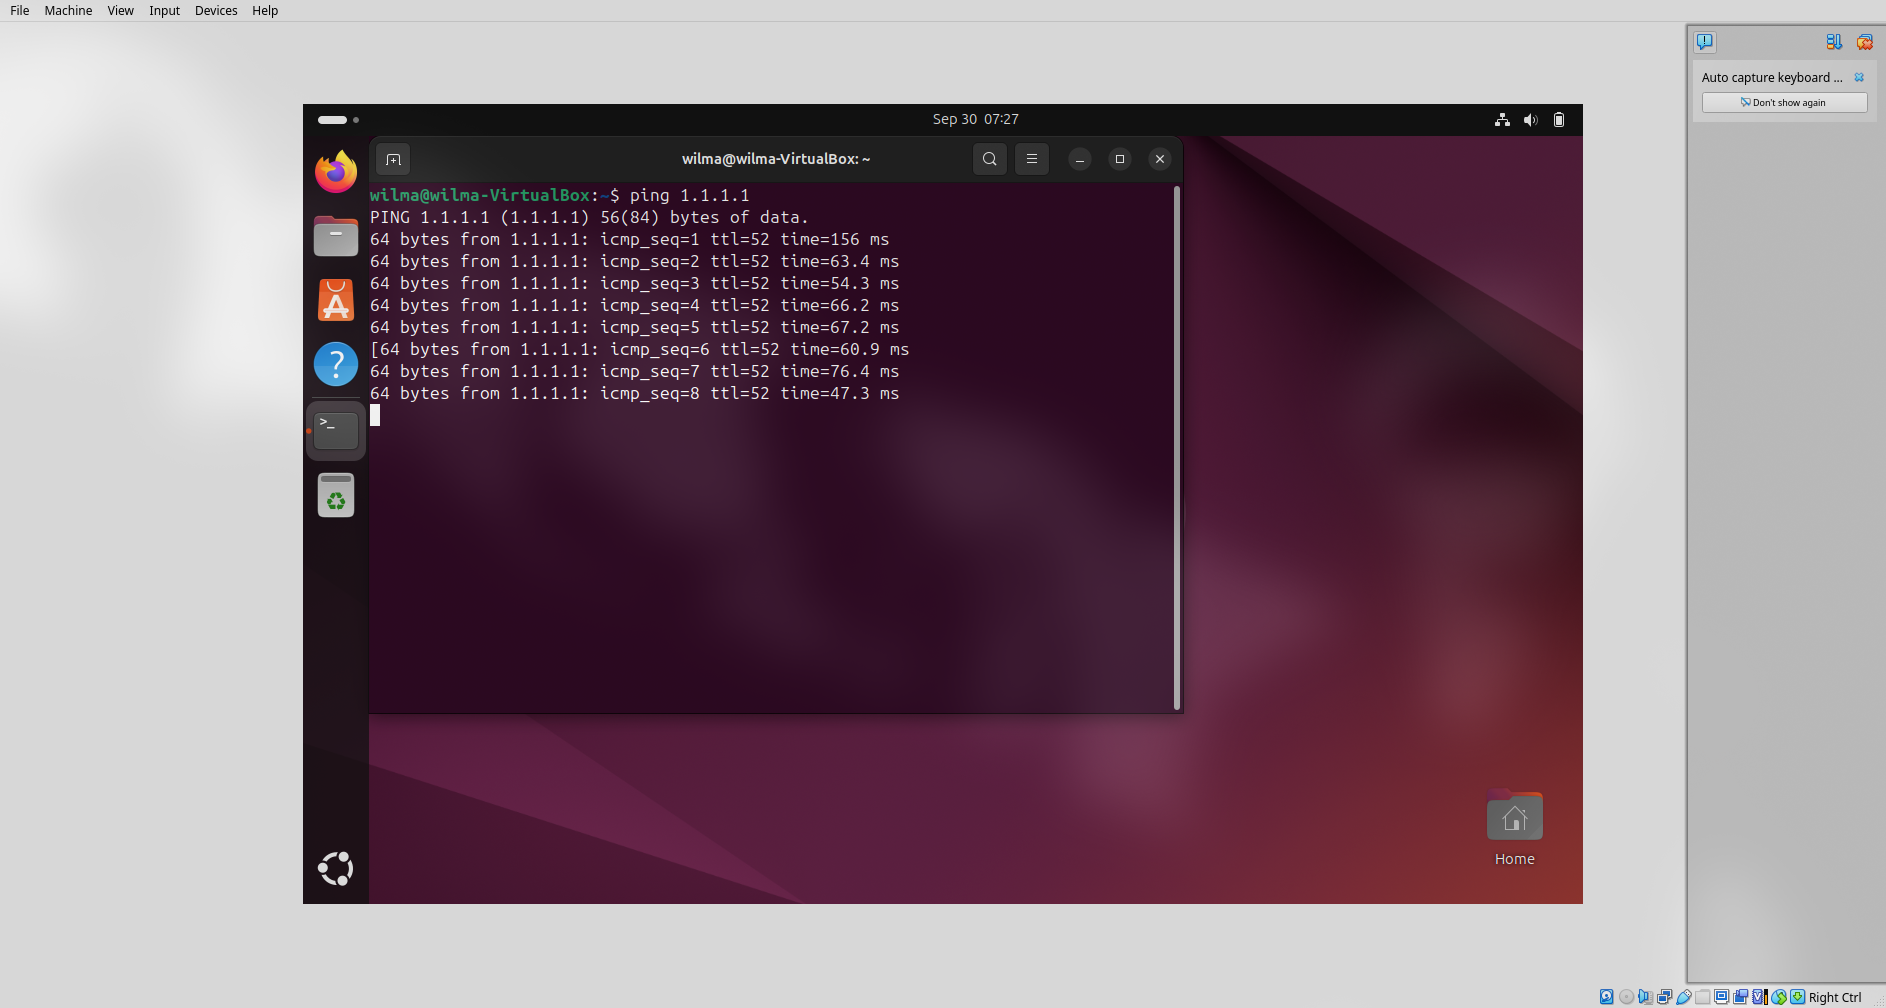 File Machine View Input Devices Help
Auto capture keyboard ...
Don't show again
Sep 30 07:27
wilma@wilma-VirtualBox: ~
wilma@wilma-VirtualBox:~$ ping 1.1.1.1
PING 1.1.1.1 (1.1.1.1) 56(84) bytes of data.
64 bytes from 1.1.1.1: icmp_seq=1 ttl=52 time=156 ms
64 bytes from 1.1.1.1: icmp_seq=2 ttl=52 time=63.4 ms
64 bytes from 1.1.1.1: icmp_seq=3 ttl=52 time=54.3 ms
64 bytes from 1.1.1.1: icmp_seq=4 ttl=52 time=66.2 ms
64 bytes from 1.1.1.1: icmp_seq=5 ttl=52 time=67.2 ms
[64 bytes from 1.1.1.1: icmp_seq=6 ttl=52 time=60.9 ms
64 bytes from 1.1.1.1: icmp_seq=7 ttl=52 time=76.4 ms
64 bytes from 1.1.1.1: icmp_seq=8 ttl=52 time=47.3 ms
Home
Right Ctrl